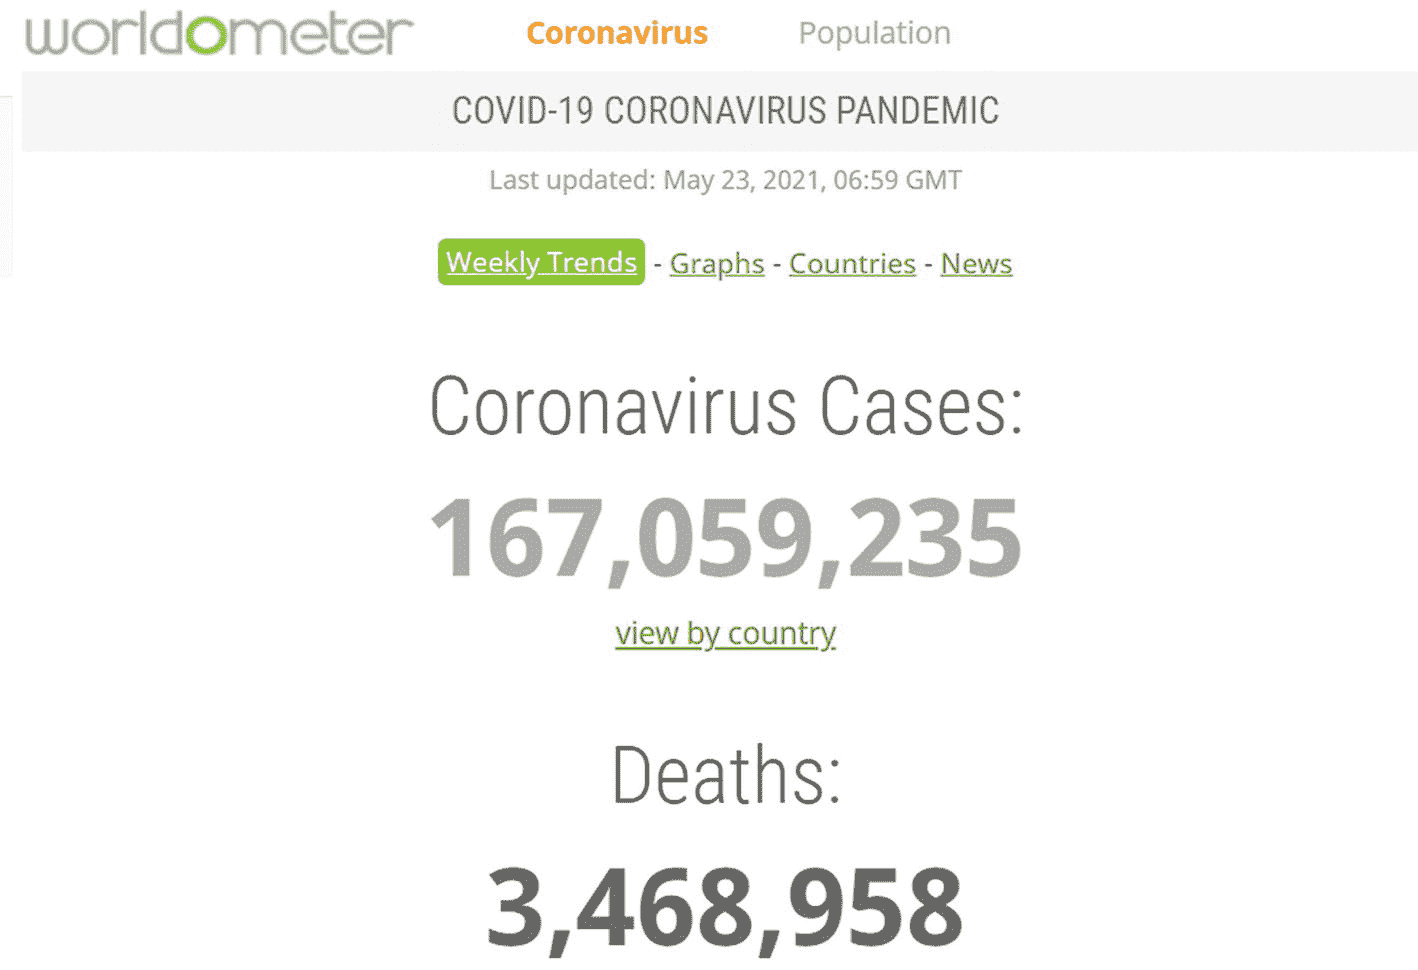 worldometer Coronavirus Population
COVID-19 CORONAVIRUS PANDEMIC
Last updated: May 23, 2021, 06:59 GMT
Weekly Trends - Graphs - Countries - News
Coronavirus Cases:
167,059,235
view by country
Deaths:
3,468,958